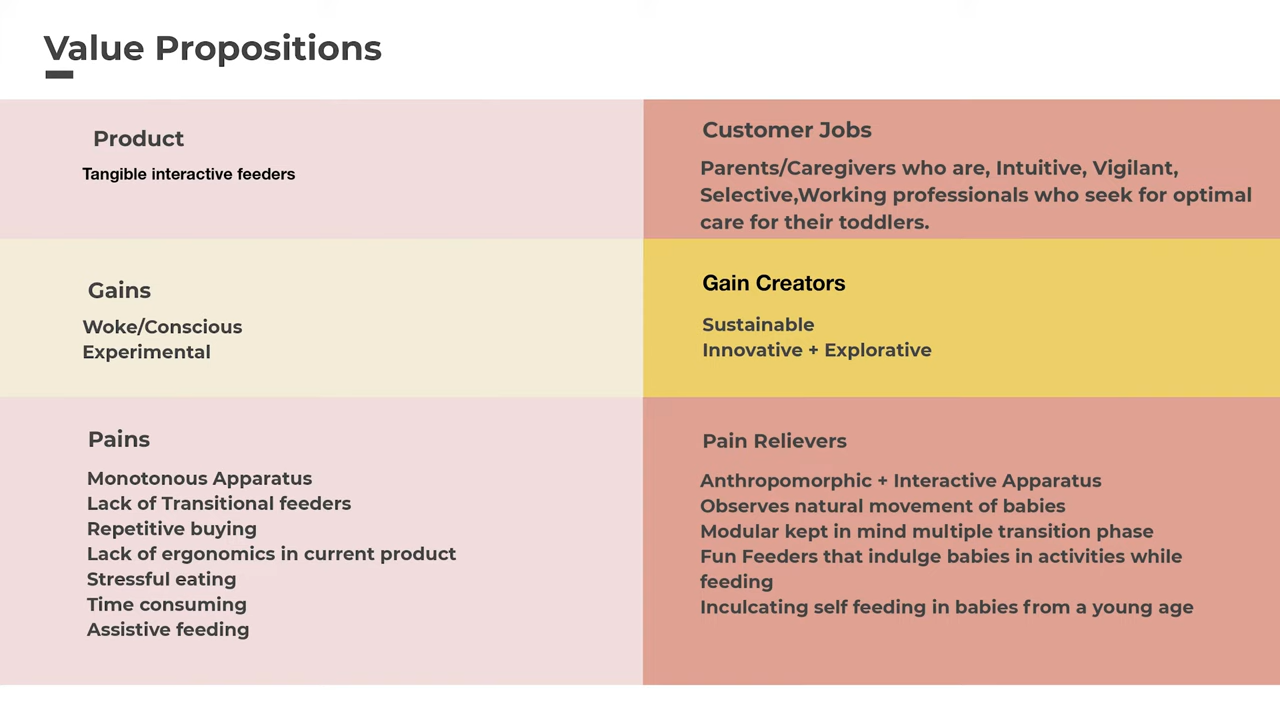 Value Propositions
Product
Tangible interactive feeders
Customer Jobs
Parents/Caregivers who are, Intuitive, Vigilant,
Selective,Working professionals who seek for optimal
care for their toddlers.
Gains
Woke/Conscious
Experimental
Gain Creators
Sustainable
Innovative + Explorative
Pains
Monotonous Apparatus
Lack of Transitional feeders
Repetitive buying
Lack of ergonomics in current product
Stressful eating
Time consuming
Assistive feeding
Pain Relievers
Anthropomorphic + Interactive Apparatus
Observes natural movement of babies
Modular kept in mind multiple transition phase
Fun Feeders that indulge babies in activities while
feeding
Inculcating self feeding in babies from a young age